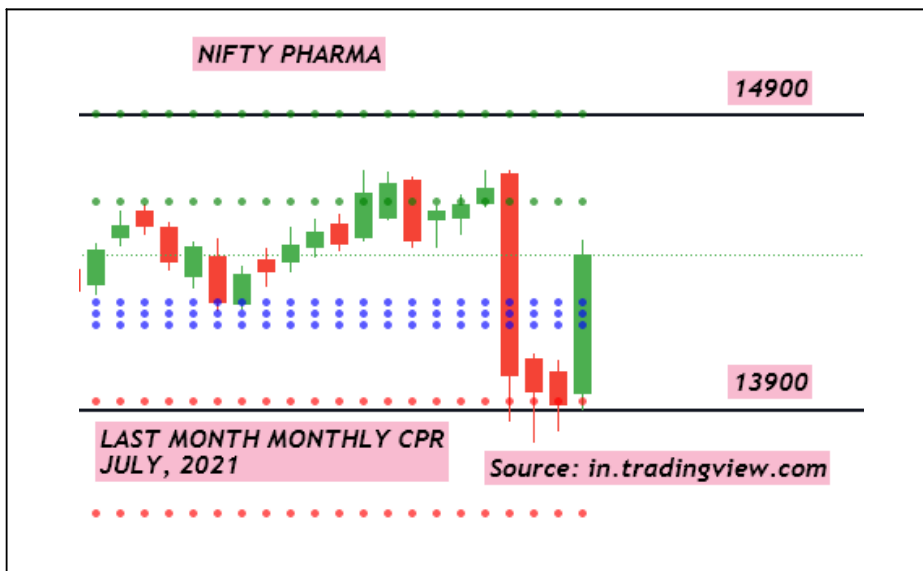 NIFTY PHARMA
14900
13900
LAST MONTH MONTHLY CPR
JULY, 2021
Source: in.tradingview.com